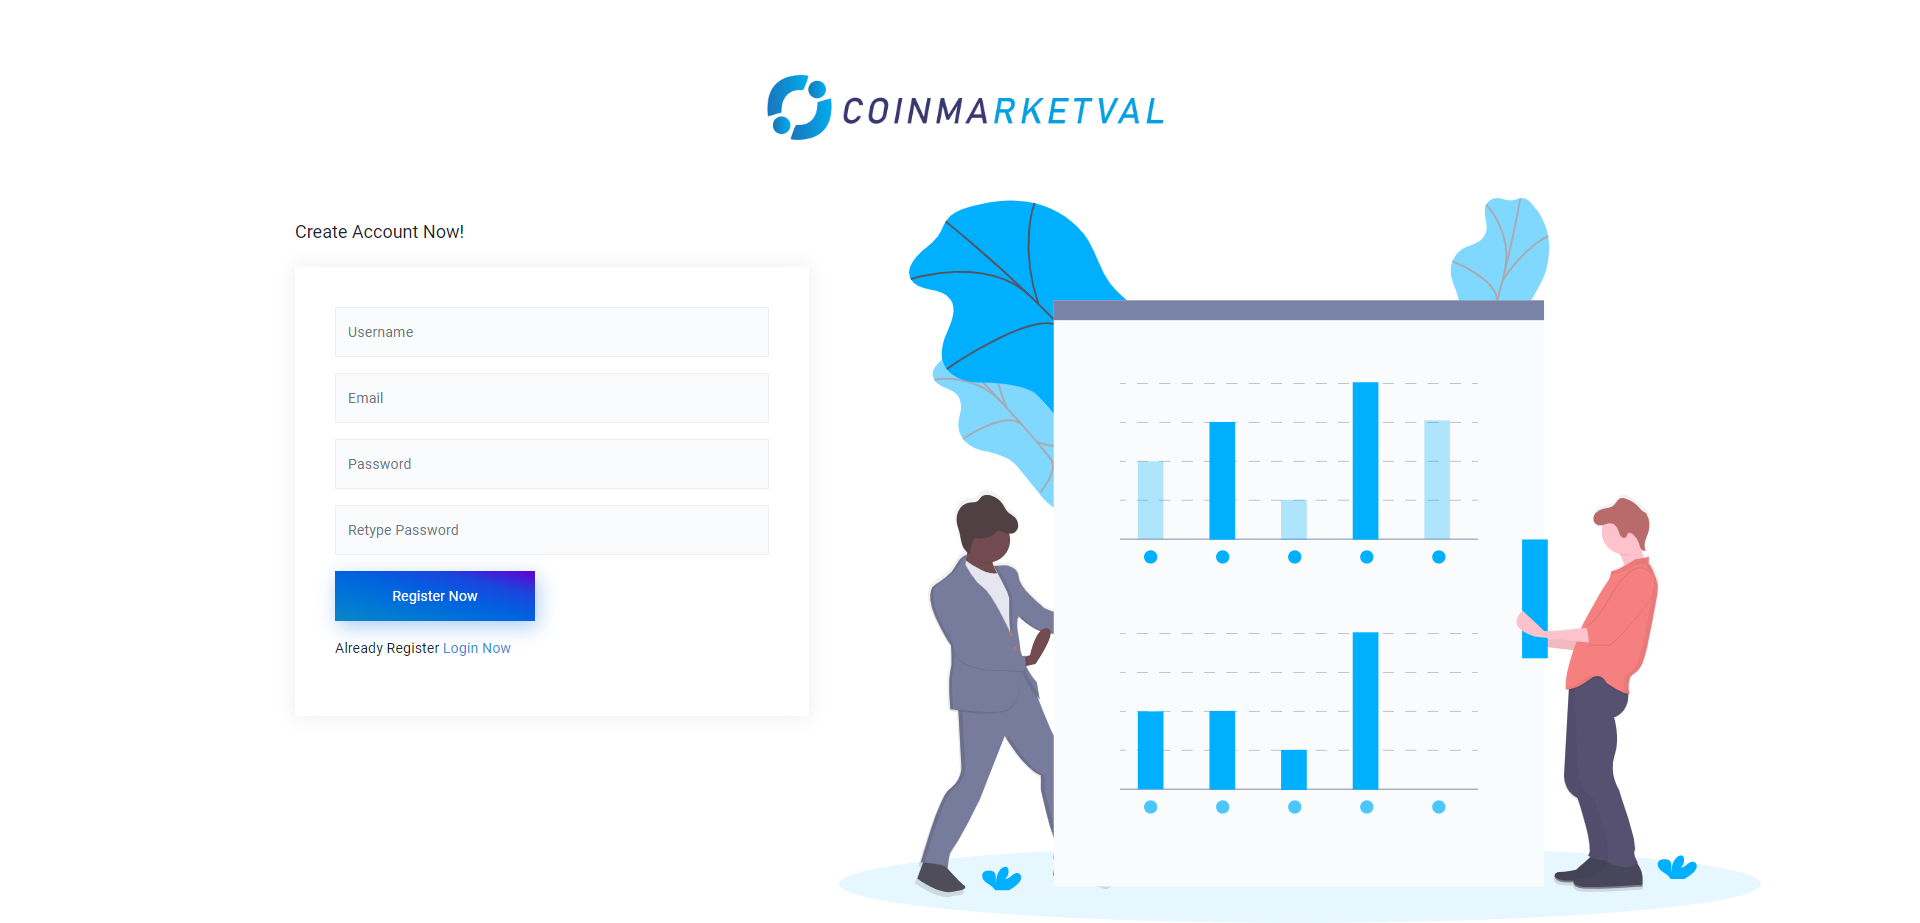 COINMARKETVAL
Create Account Now!
Username
Email
Password
Retype Password
Register Now
Already Register Login Now